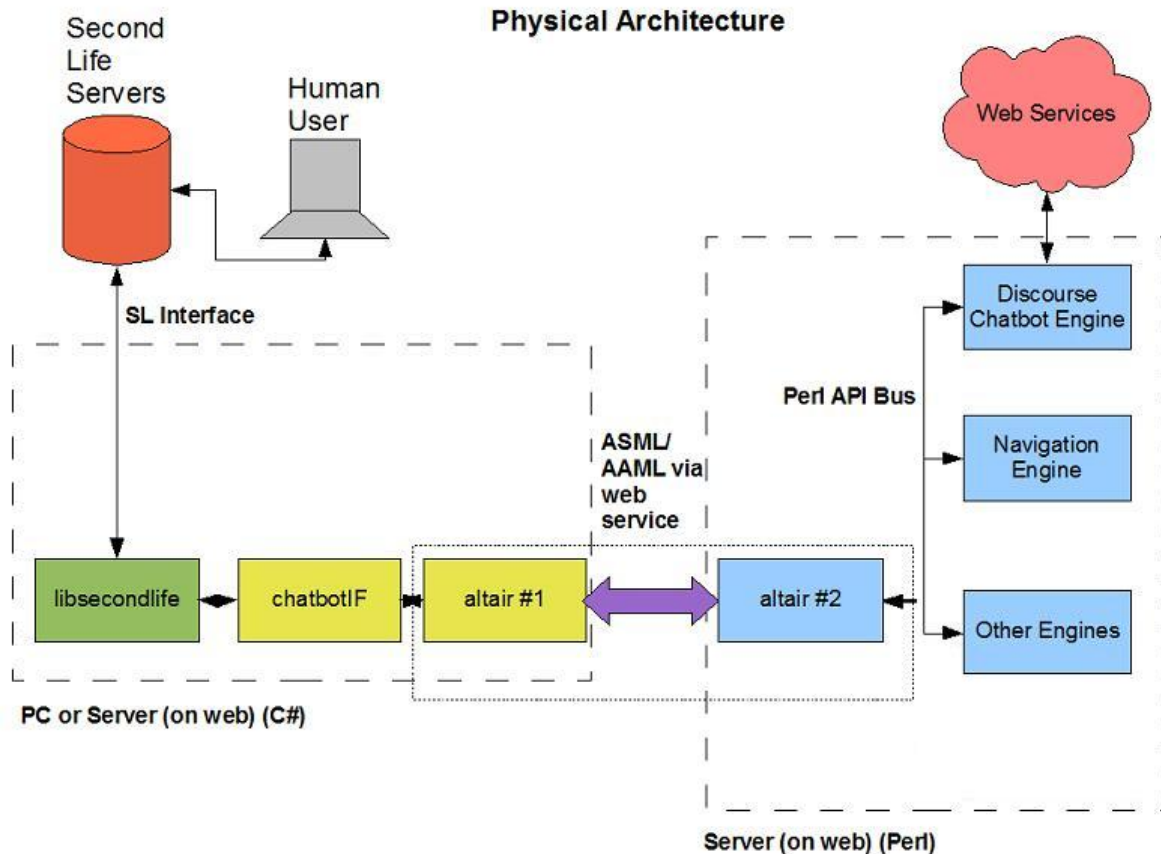 Physical Architecture
Second
Life
Servers
Human
User
Web Services
SL Interface
Discourse
Chatbot Engine
Perl API Bus
Navigation
Engine
ASML/
AAML via
web
service
libsecondlife
chatbotIF
altair #1
altair #2
Other Engines
PC or Server (on web) (C#)
Server (on web) (Perl)